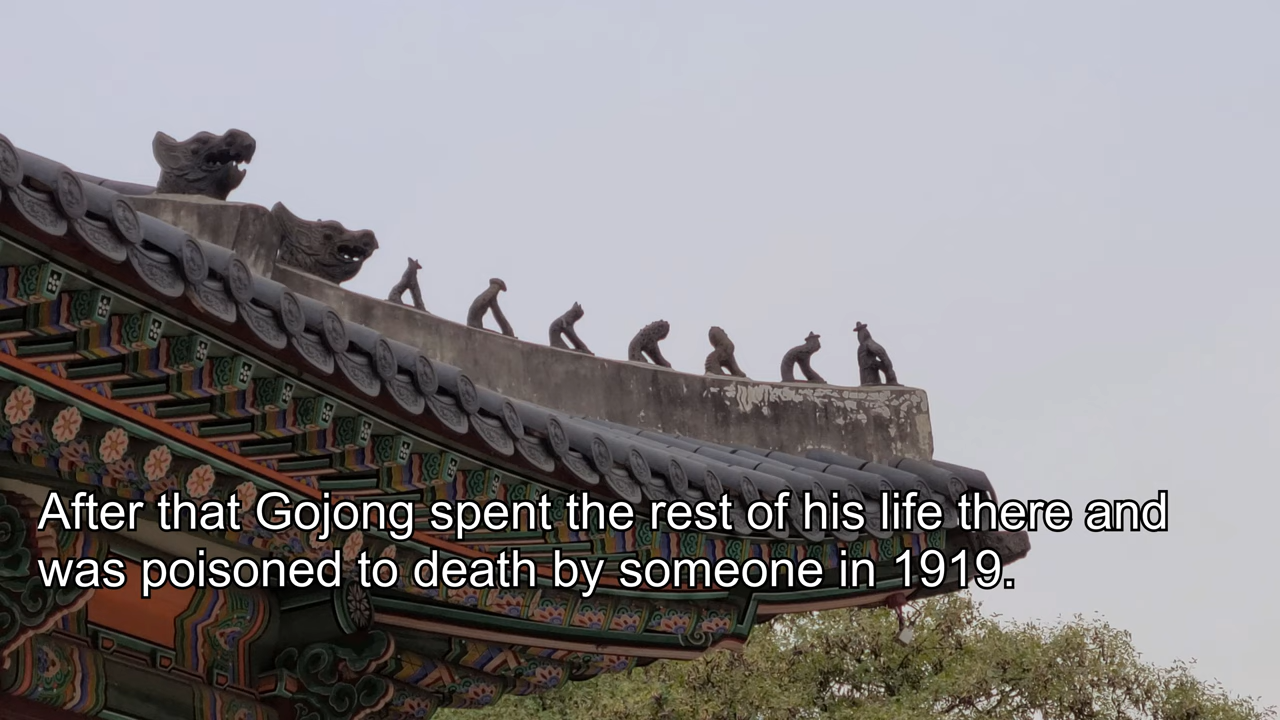 After that Gojong spent the rest of his life there and
was poisoned to death by someone in 1919.